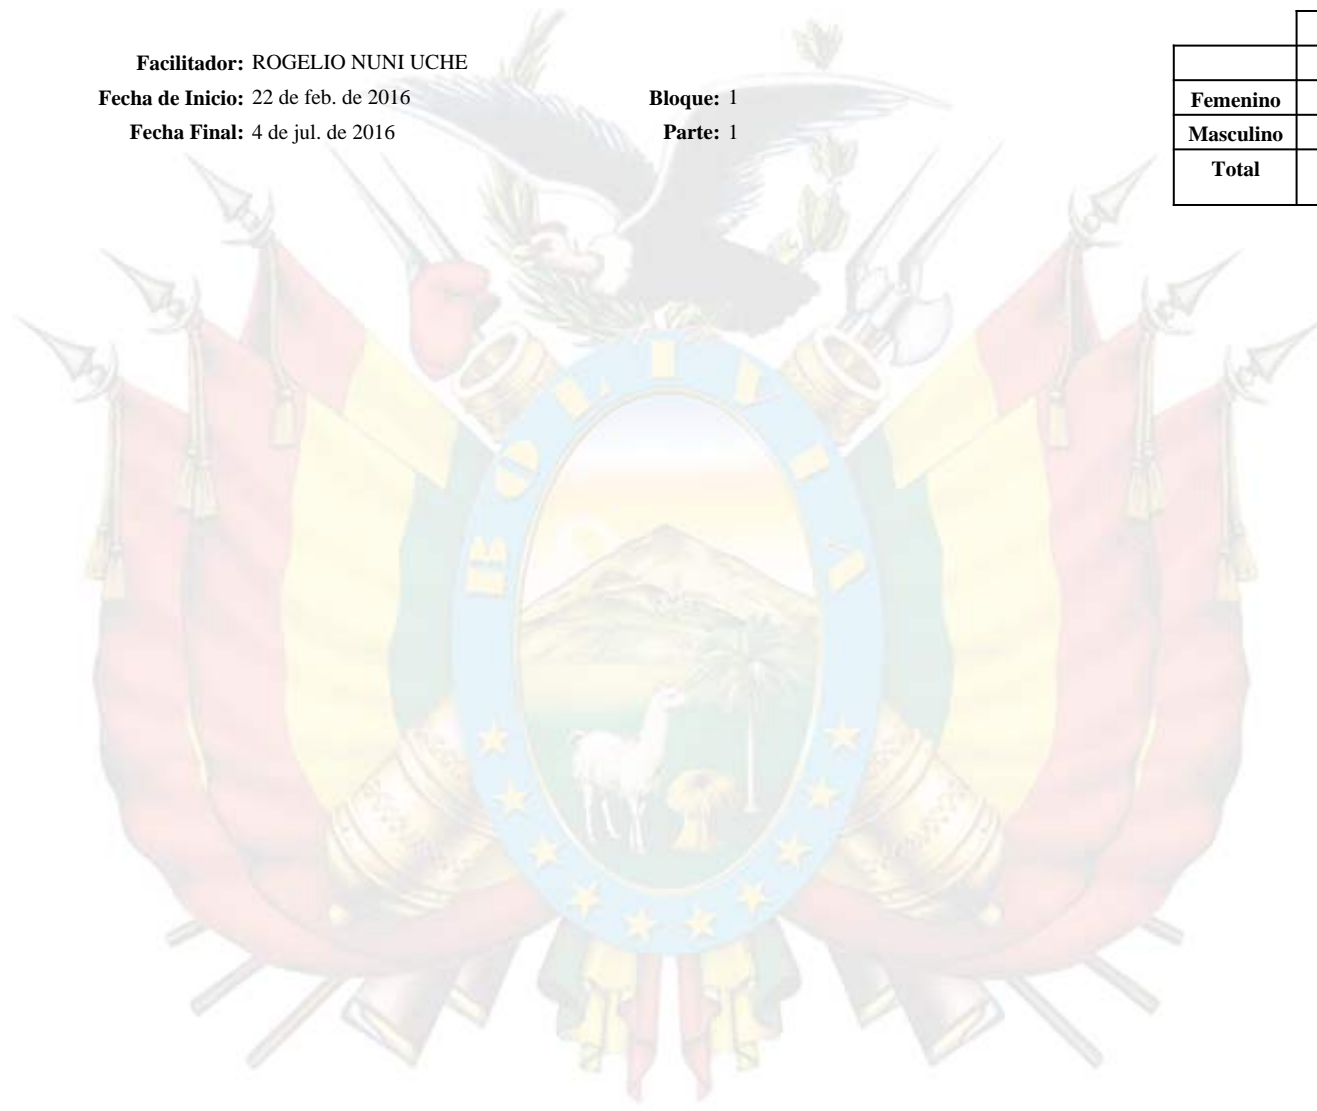 Facilitador: ROGELIO NUNI UCHE
Fecha de Inicio: 22 de feb. de 2016 Bloque: 1
Fecha Final: 4 de jul. de 2016 Parte: 1
Femenino
Masculino
Total
BOLIVIA